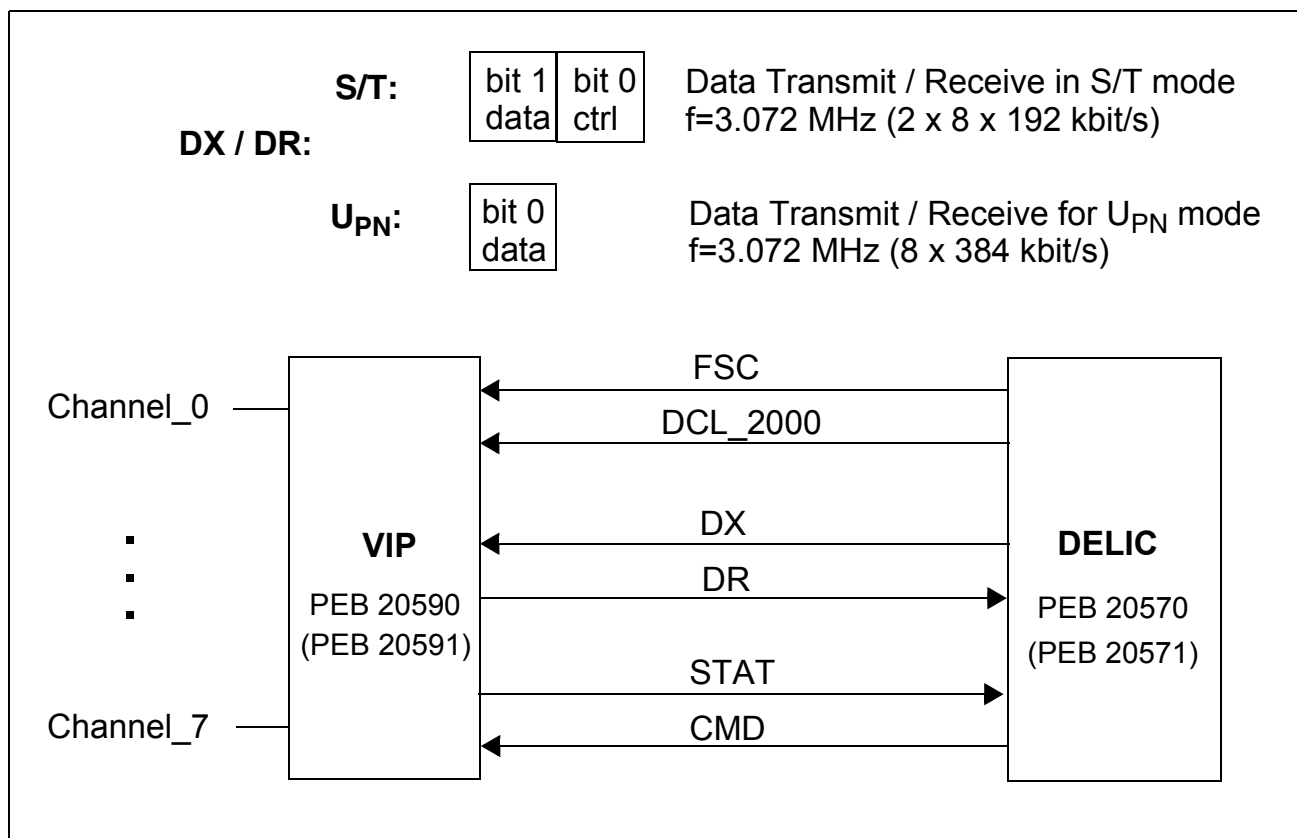 S/T:
bit 1
data
bit 0
ctrl
Data Transmit / Receive in S/T mode
f=3.072 MHz (2 x 8 x 192 kbit/s)
DX / DR:
UPN:
bit 0
data
Data Transmit / Receive for UPN mode
f=3.072 MHz (8 x 384 kbit/s)
FSC
Channel_0
DCL_2000
DX
VIP
DELIC
DR
PEB 20590
(PEB 20591)
PEB 20570
(PEB 20571)
STAT
Channel_7
CMD